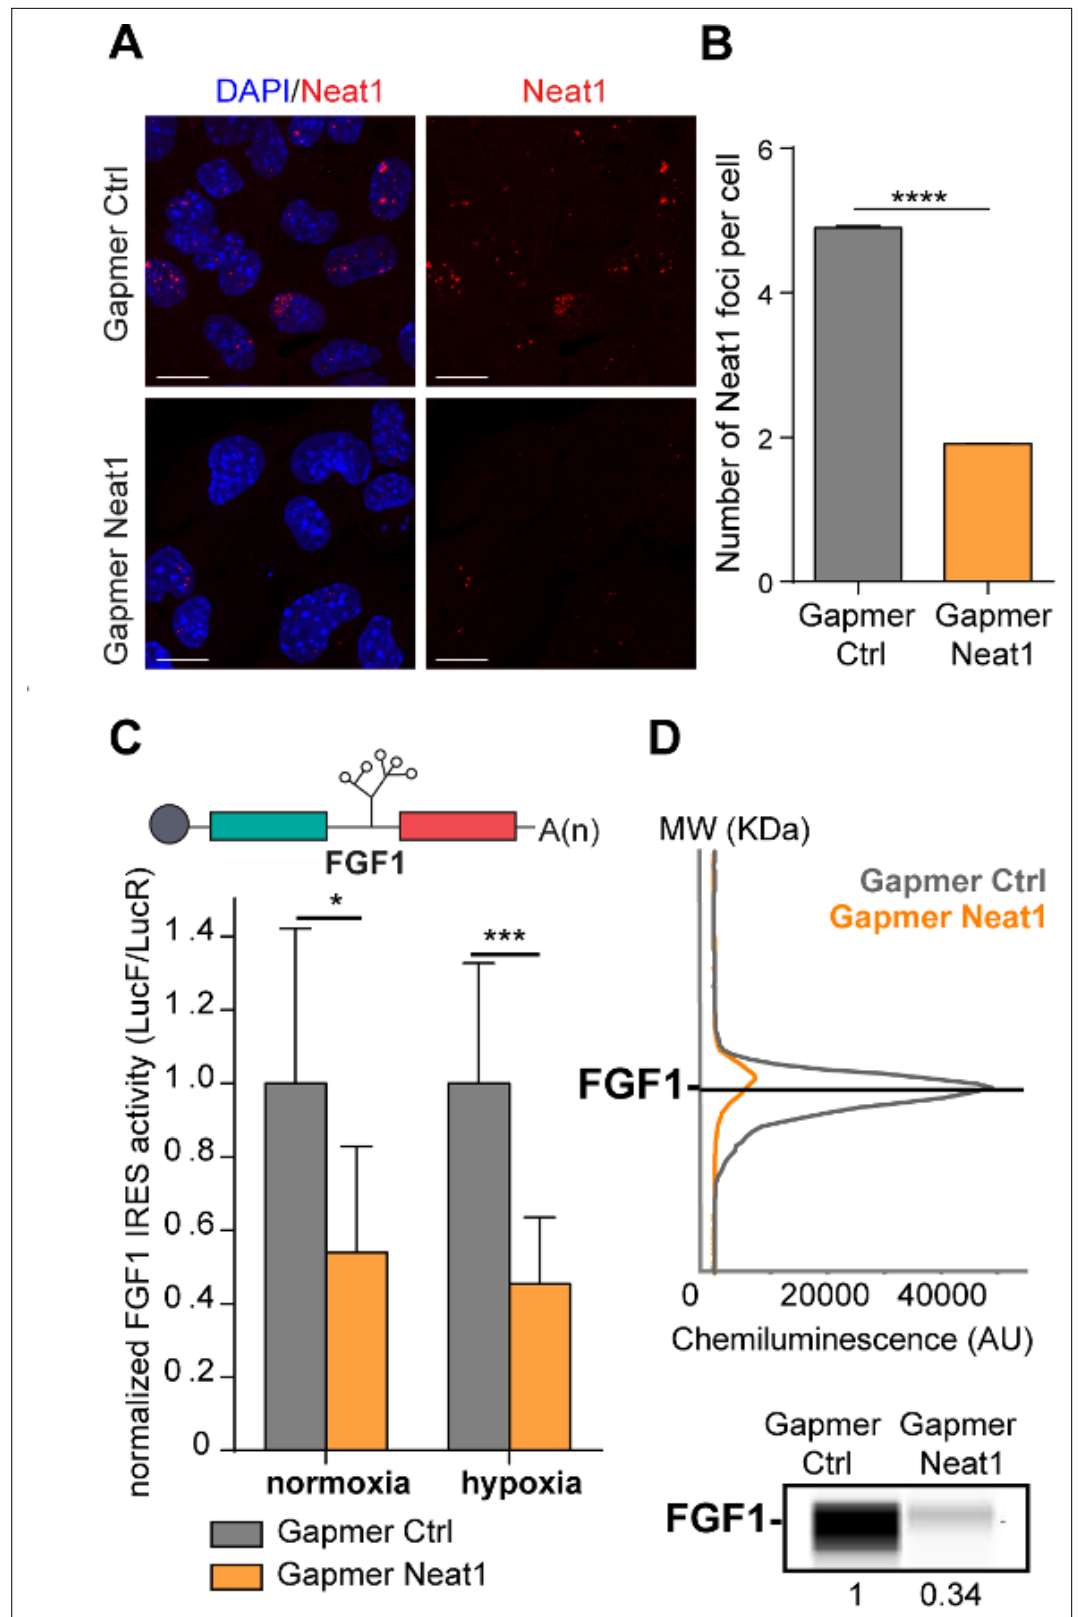 A
DAPI/Neat1
Neat1
Gapmer Ctrl
Gapmer Neat1
B
Number of Neat1 foci per cell
6
4
2
0
****
Gapmer Ctrl
Gapmer Neat1
C
A(n)
FGF1
normalized FGF1 IRES activity (LucF/LucR)
1.4
1.2
1.0
0.8
0.6
0.4
0.2
0
*
***
normoxia
hypoxia
Gapmer Ctrl
Gapmer Neat1
D
MW (KDa)
Gapmer Ctrl
Gapmer Neat1
FGF1-
0 20000 40000
Chemiluminescence (AU)
Gapmer Ctrl
Gapmer Neat1
FGF1-
1 0.34